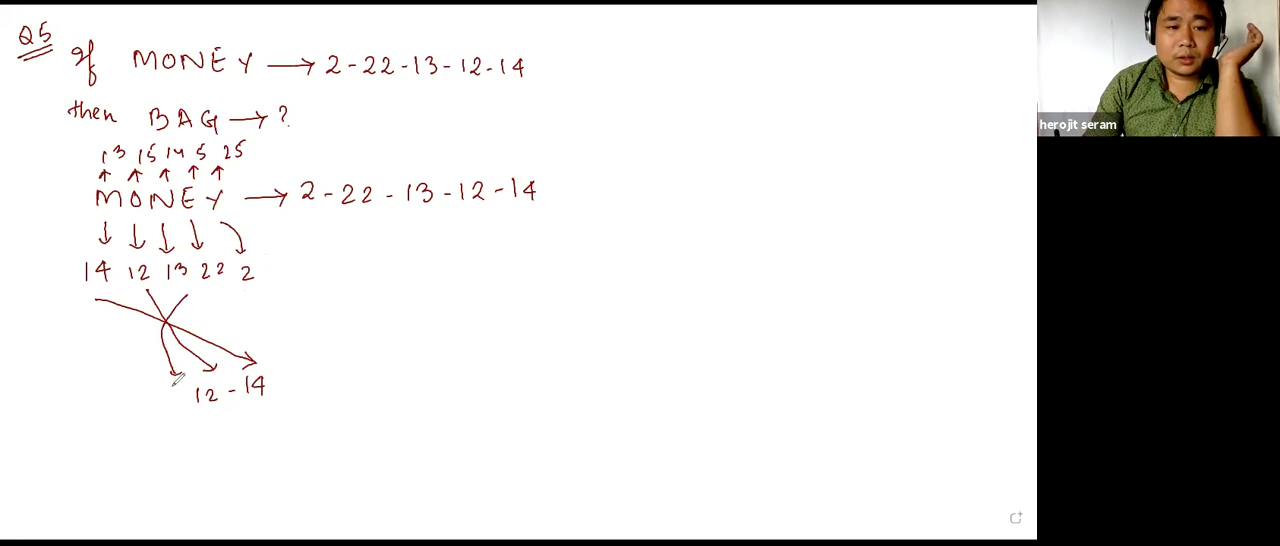 Q5
If MONEY → 2-22-13-12-14
then BAG → ?
13 15 14 5 25
MONEY → 2-22-13-12-14
14 12 13 22 2
12-14
herojit seram